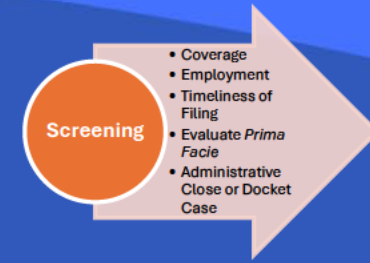 Screening
• Coverage
• Employment
• Timeliness of
Filing
• Evaluate Prima
Facie
• Administrative
Close or Docket
Case